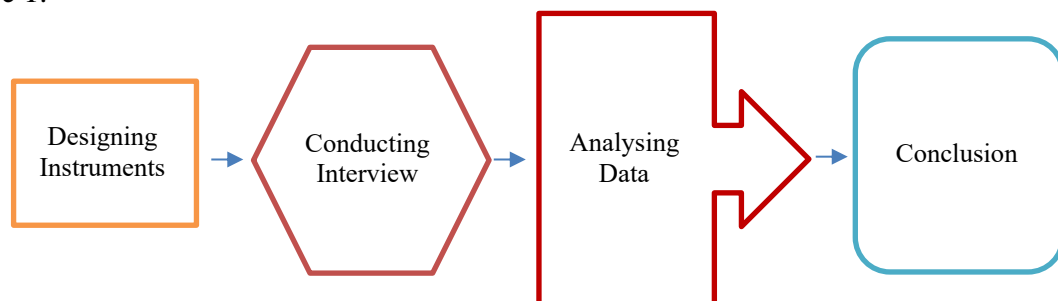 Designing
Instruments
Conducting
Interview
Analysing
Data
Conclusion